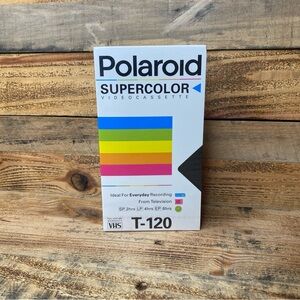 Polaroid
SUPERCOLOR
VIDEOCASSETTE
Ideal For Everyday Recording
From Television
SP 2hrs LP 4hrs EP 6hrs
VHS
T-120